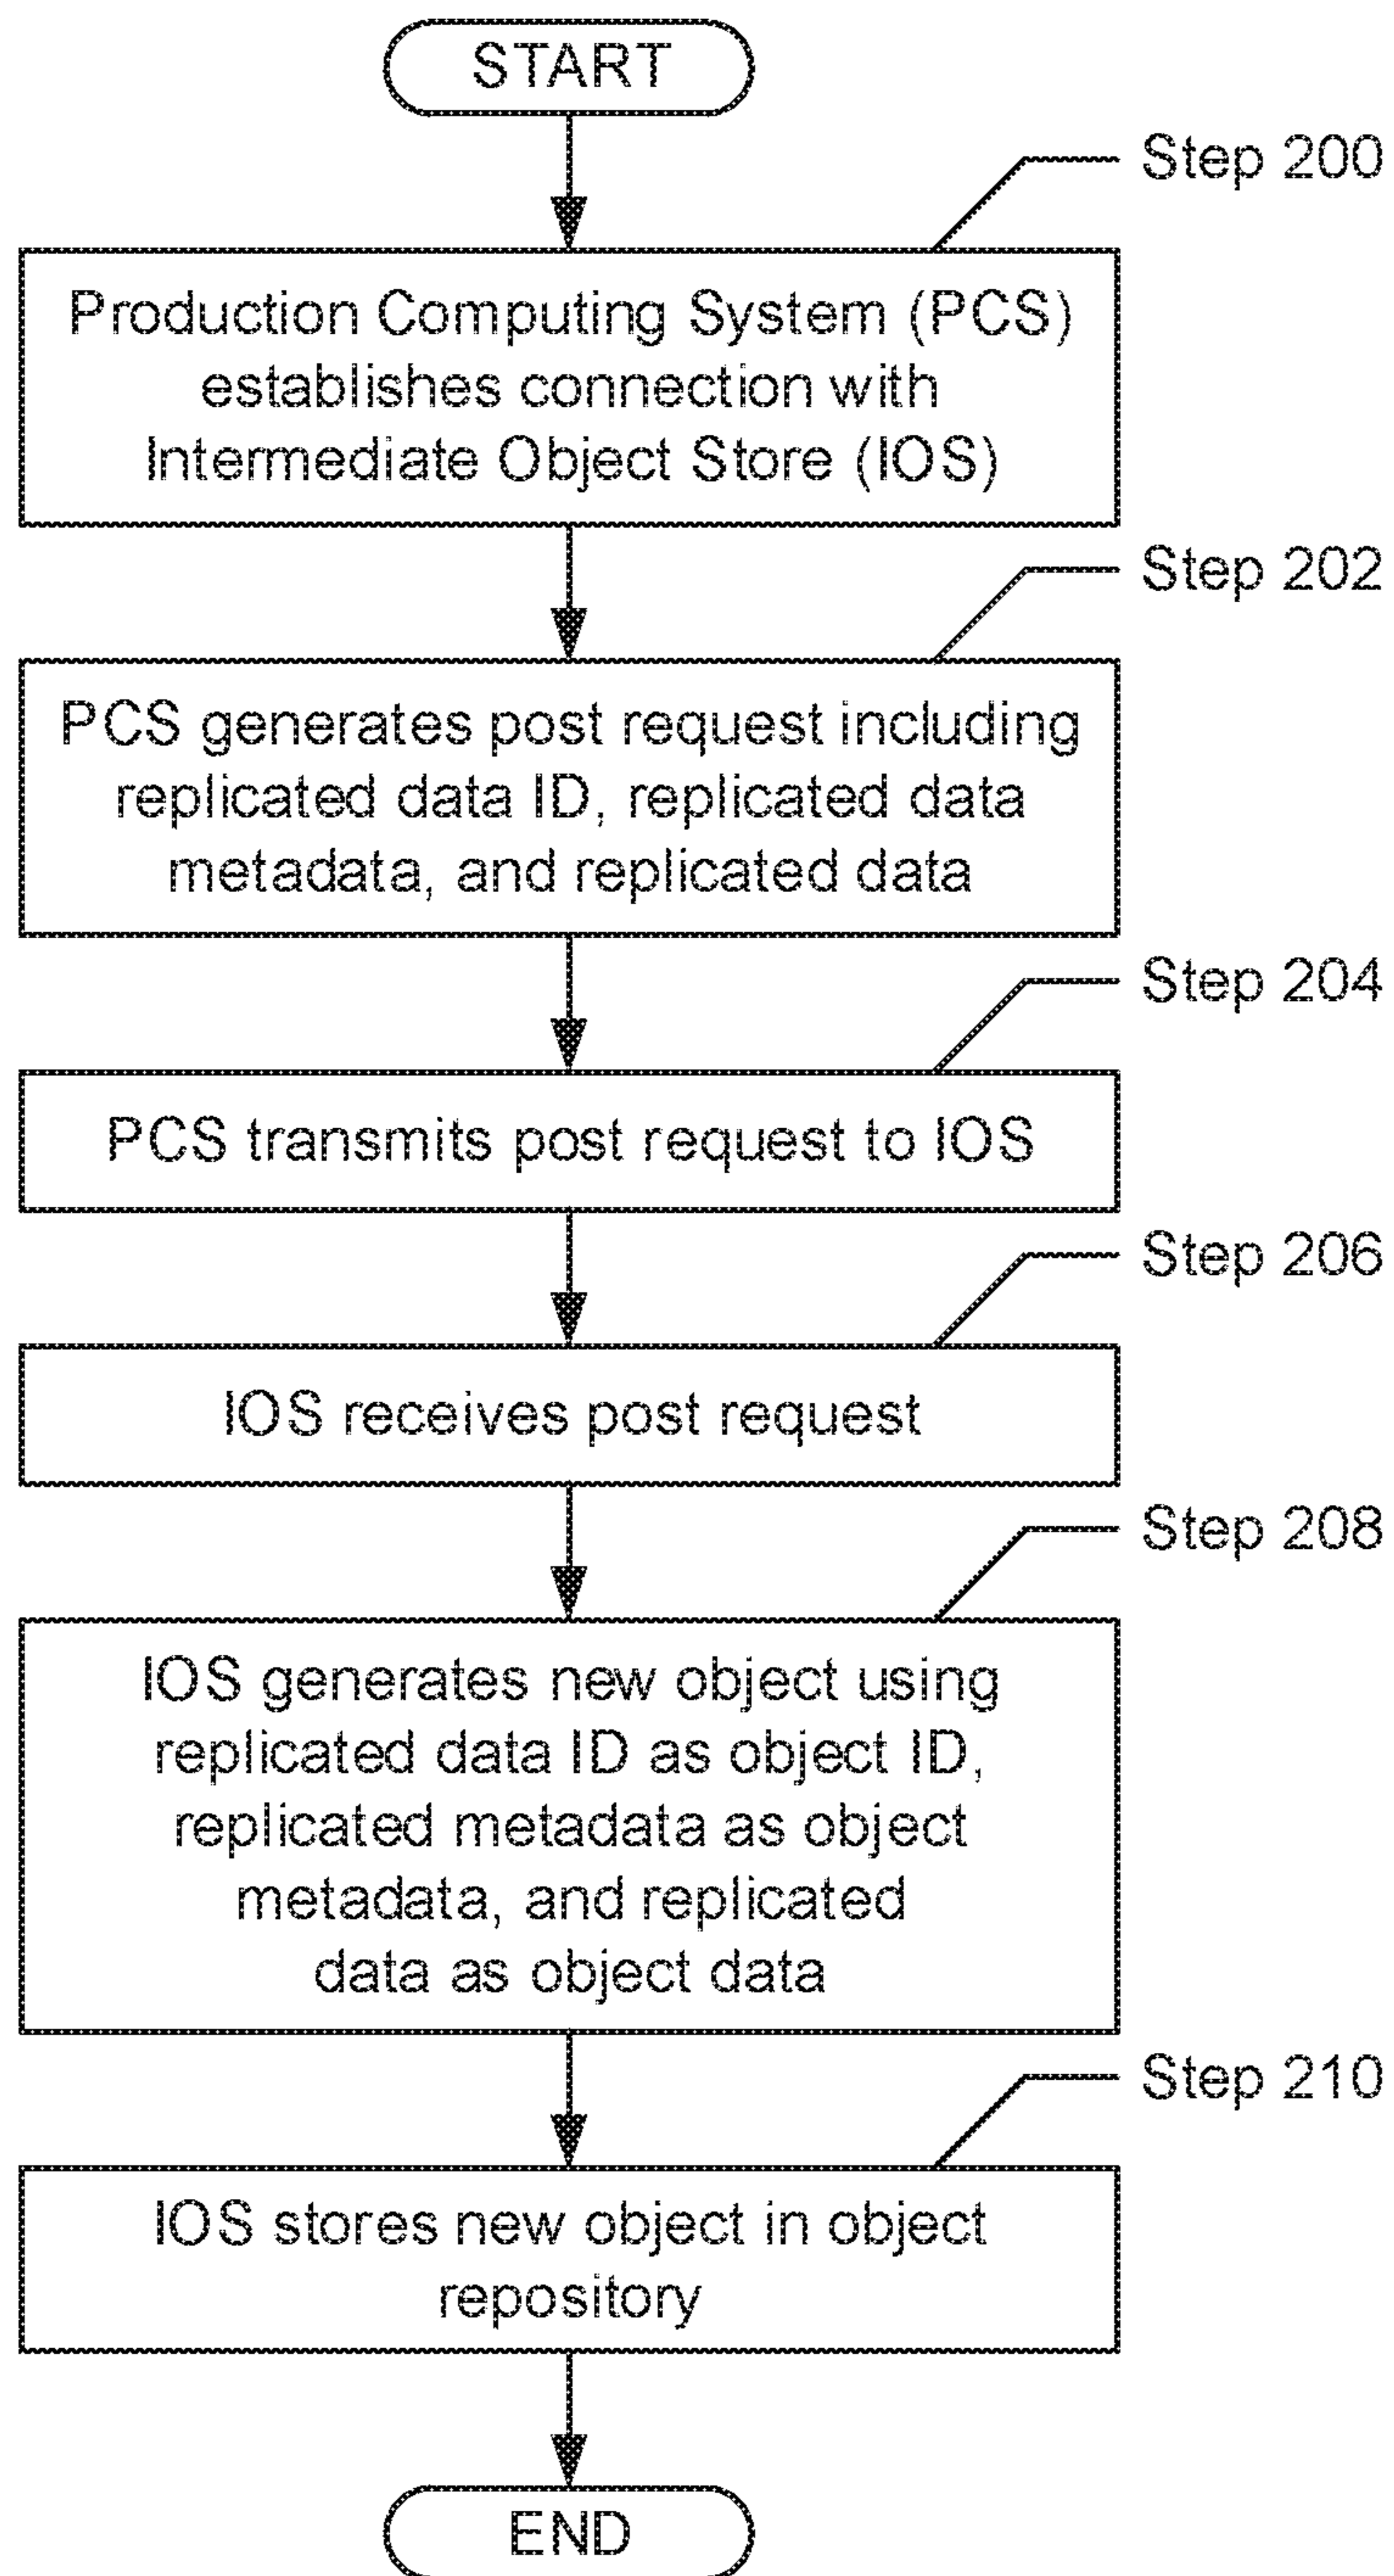 START
Step 200
Production Computing System (PCS)
establishes connection with
Intermediate Object Store (IOS)
Step 202
PCS generates post request including
replicated data ID, replicated data
metadata, and replicated data
Step 204
PCS transmits post request to IOS
Step 206
IOS receives post request
Step 208
IOS generates new object using
replicated data ID as object ID,
replicated metadata as object
metadata, and replicated
data as object data
Step 210
IOS stores new object in object
repository
END